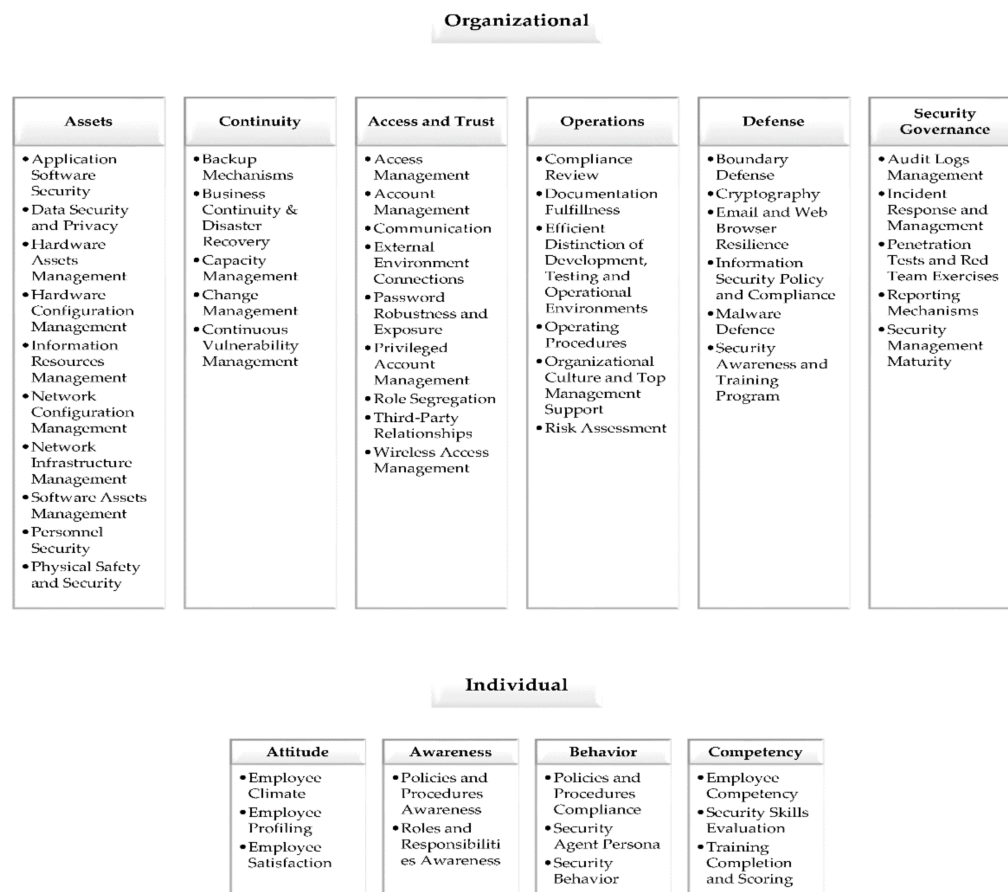 Organizational
Assets
• Application
Software
Security
• Data Security
and Privacy
• Hardware
Assets
Management
• Hardware
Configuration
Management
• Information
Resources
Management
• Network
Configuration
Management
• Network
Infrastructure
Management
• Software Assets
Management
• Personnel
Security
• Physical Safety
and Security
Continuity
• Backup
Mechanisms
• Business
Continuity &
Disaster
Recovery
• Capacity
Management
• Change
Management
• Continuous
Vulnerability
Management
Access and Trust
• Access
Management
• Account
Management
• Communication
• External
Environment
Connections
• Password
Robustness and
Exposure
• Privileged
Account
Management
• Role Segregation
• Third-Party
Relationships
• Wireless Access
Management
Operations
• Compliance
Review
• Documentation
Fulfillness
• Efficient
Distinction of
Development,
Testing and
Operational
Environments
• Operating
Procedures
• Organizational
Culture and Top
Management
Support
• Risk Assessment
Defense
• Boundary
Defense
• Cryptography
• Email and Web
Browser
Resilience
• Information
Security Policy
and Compliance
• Malware
Defence
• Security
Awareness and
Training
Program
Security
Governance
• Audit Logs
Management
• Incident
Response and
Management
• Penetration
Tests and Red
Team Exercises
• Reporting
Mechanisms
• Security
Management
Maturity
Individual
Attitude
• Employee
Climate
• Employee
Profiling
• Employee
Satisfaction
Awareness
• Policies and
Procedures
Awareness
• Roles and
Responsibiliti
es Awareness
Behavior
• Policies and
Procedures
Compliance
• Security
Agent Persona
• Security
Behavior
Competency
• Employee
Competency
• Security Skills
Evaluation
• Training
Completion
and Scoring